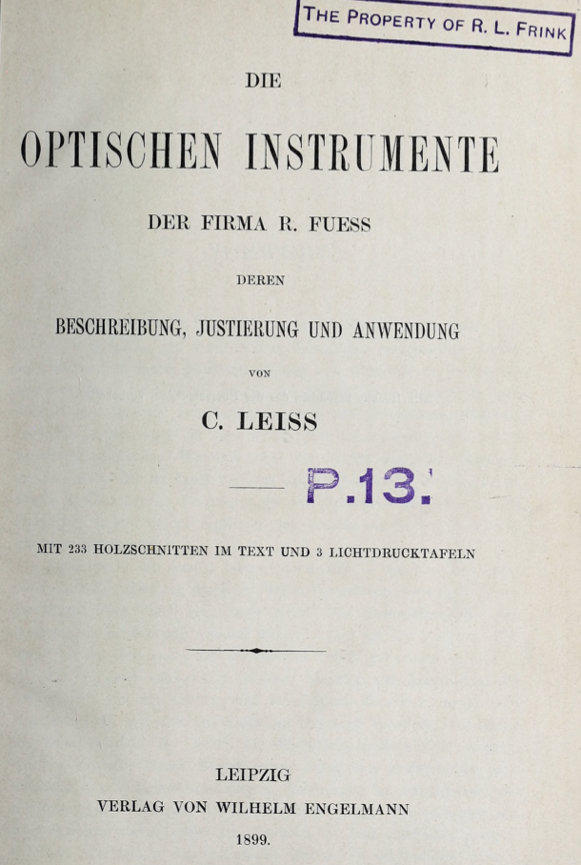 THE PROPERTY OF R. L. FRINK
DIE
OPTISCHEN INSTRUMENTE
DER FIRMA R. FUESS
DEREN
BESCHREIBUNG, JUSTIERUNG UND ANWENDUNG
VON
C. LEISS
P.13.
MIT 233 HOLZSCHNITTEN IM TEXT UND 3 LICHTDRUCKTAFELN
LEIPZIG
VERLAG VON WILHELM ENGELMANN
1899.